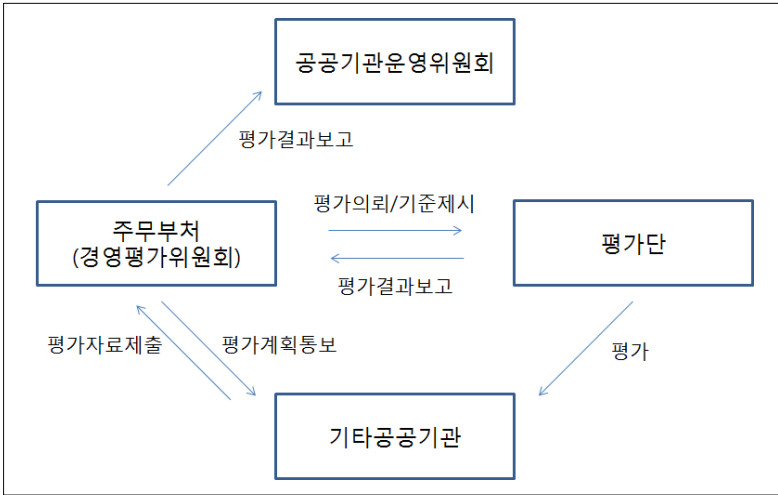 공공기관운영위원회
평가결과보고
평가의뢰/기준제시
주무부처
(경영평가위원회)
평가단
평가결과보고
평가자료제출
평가계획통보
평가
기타공공기관